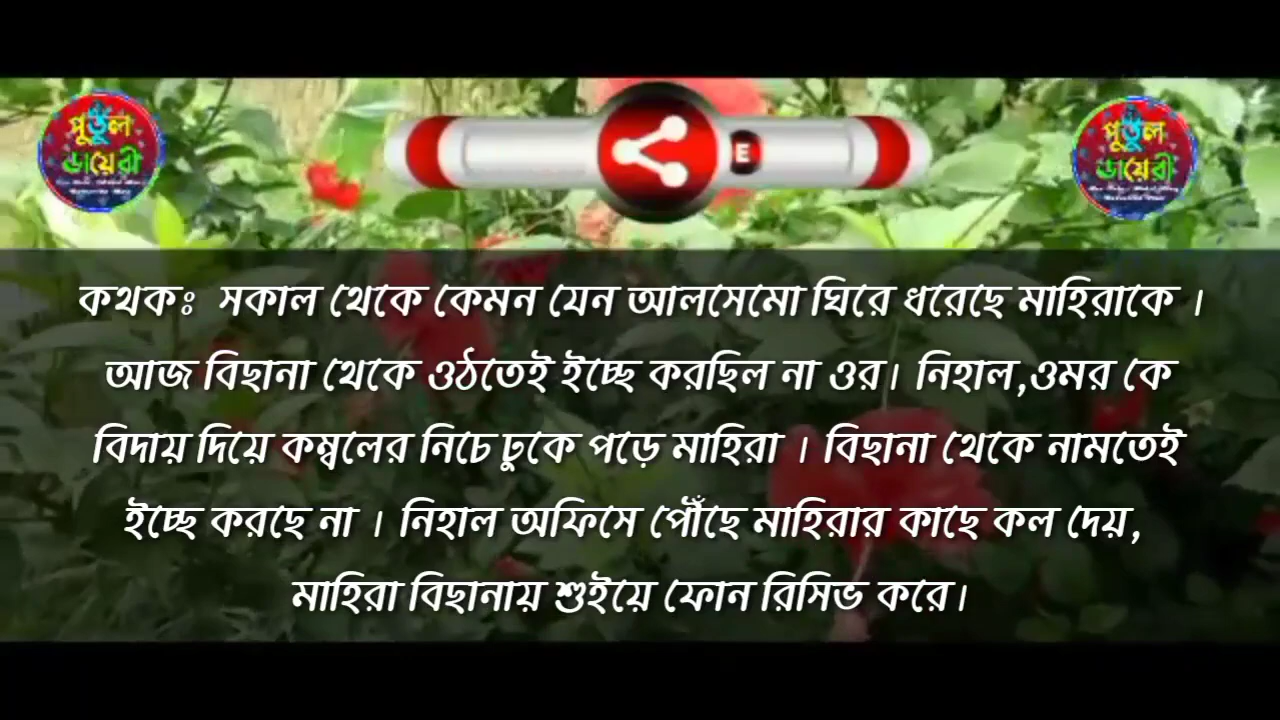 পুতুল
ডায়েরী
E
পুতুল
ডায়েরী
কথকঃ সকাল থেকে কেমন যেন আলসেমো ঘিরে ধরেছে মাহিরাকে ।
আজ বিছানা থেকে ওঠতেই ইচ্ছে করছিল না ওর। নিহাল,ওমর কে
বিদায় দিয়ে কম্বলের নিচে ঢুকে পড়ে মাহিরা । বিছানা থেকে নামতেই
ইচ্ছে করছে না । নিহাল অফিসে পৌঁছে মাহিরার কাছে কল দেয়,
মাহিরা বিছানায় শুইয়ে ফোন রিসিভ করে।